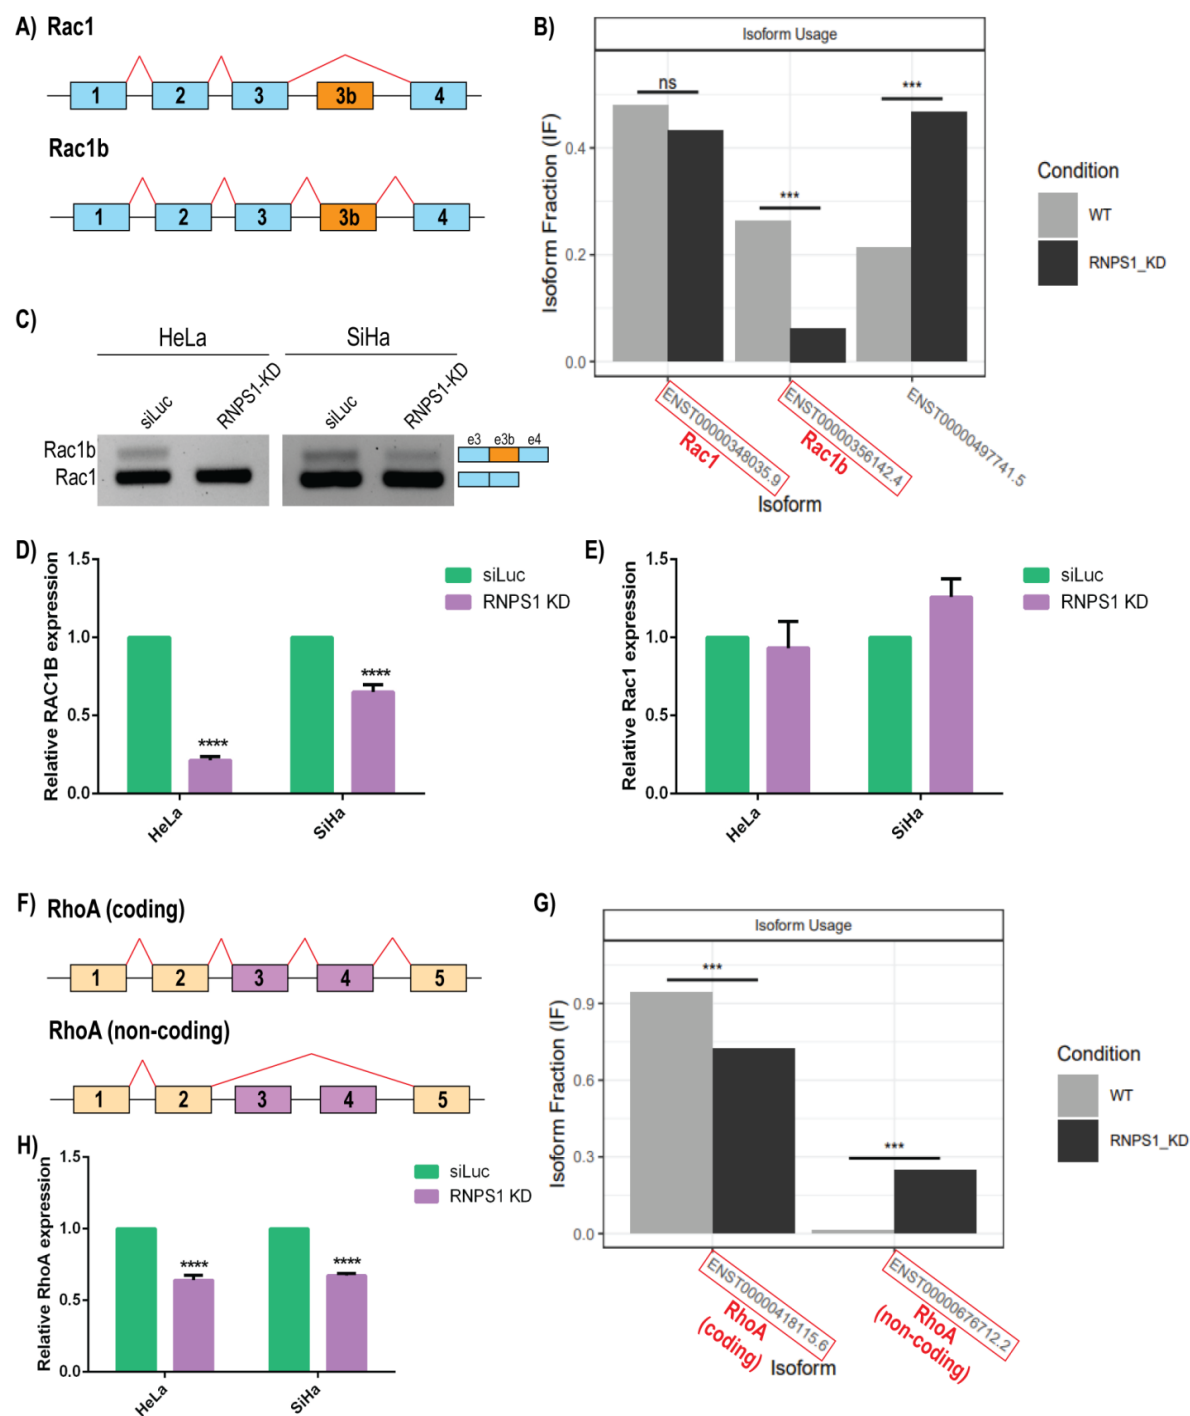 A) Rac1
1 2 3 3b 4
Rac1b
1 2 3 3b 4
B)
Isoform Usage
Isoform Fraction (IF)
0.4
0.2
0.0
ns
***
***
ENST00000348035.9
Rac1
ENST00000356142.4
Rac1b
ENST00000497741.5
Isoform
Condition
WT
RNPS1_KD
C)
HeLa SiHa
siLuc RNPS1-KD siLuc RNPS1-KD
Rac1b
Rac1
e3 e3b e4
D)
Relative RAC1B expression
1.5
1.0
0.5
0.0
****
****
HeLa SiHa
siLuc
RNPS1 KD
E)
Relative Rac1 expression
1.5
1.0
0.5
0.0
HeLa SiHa
siLuc
RNPS1 KD
F) RhoA (coding)
1 2 3 4 5
RhoA (non-coding)
1 2 3 4 5
G)
Isoform Usage
Isoform Fraction (IF)
0.9
0.6
0.3
0.0
***
***
ENST00000418115.6
RhoA
(coding)
ENST00000676712.2
RhoA
(non-coding)
Isoform
Condition
WT
RNPS1_KD
H)
Relative RhoA expression
1.5
1.0
0.5
0.0
****
****
HeLa SiHa
siLuc
RNPS1 KD